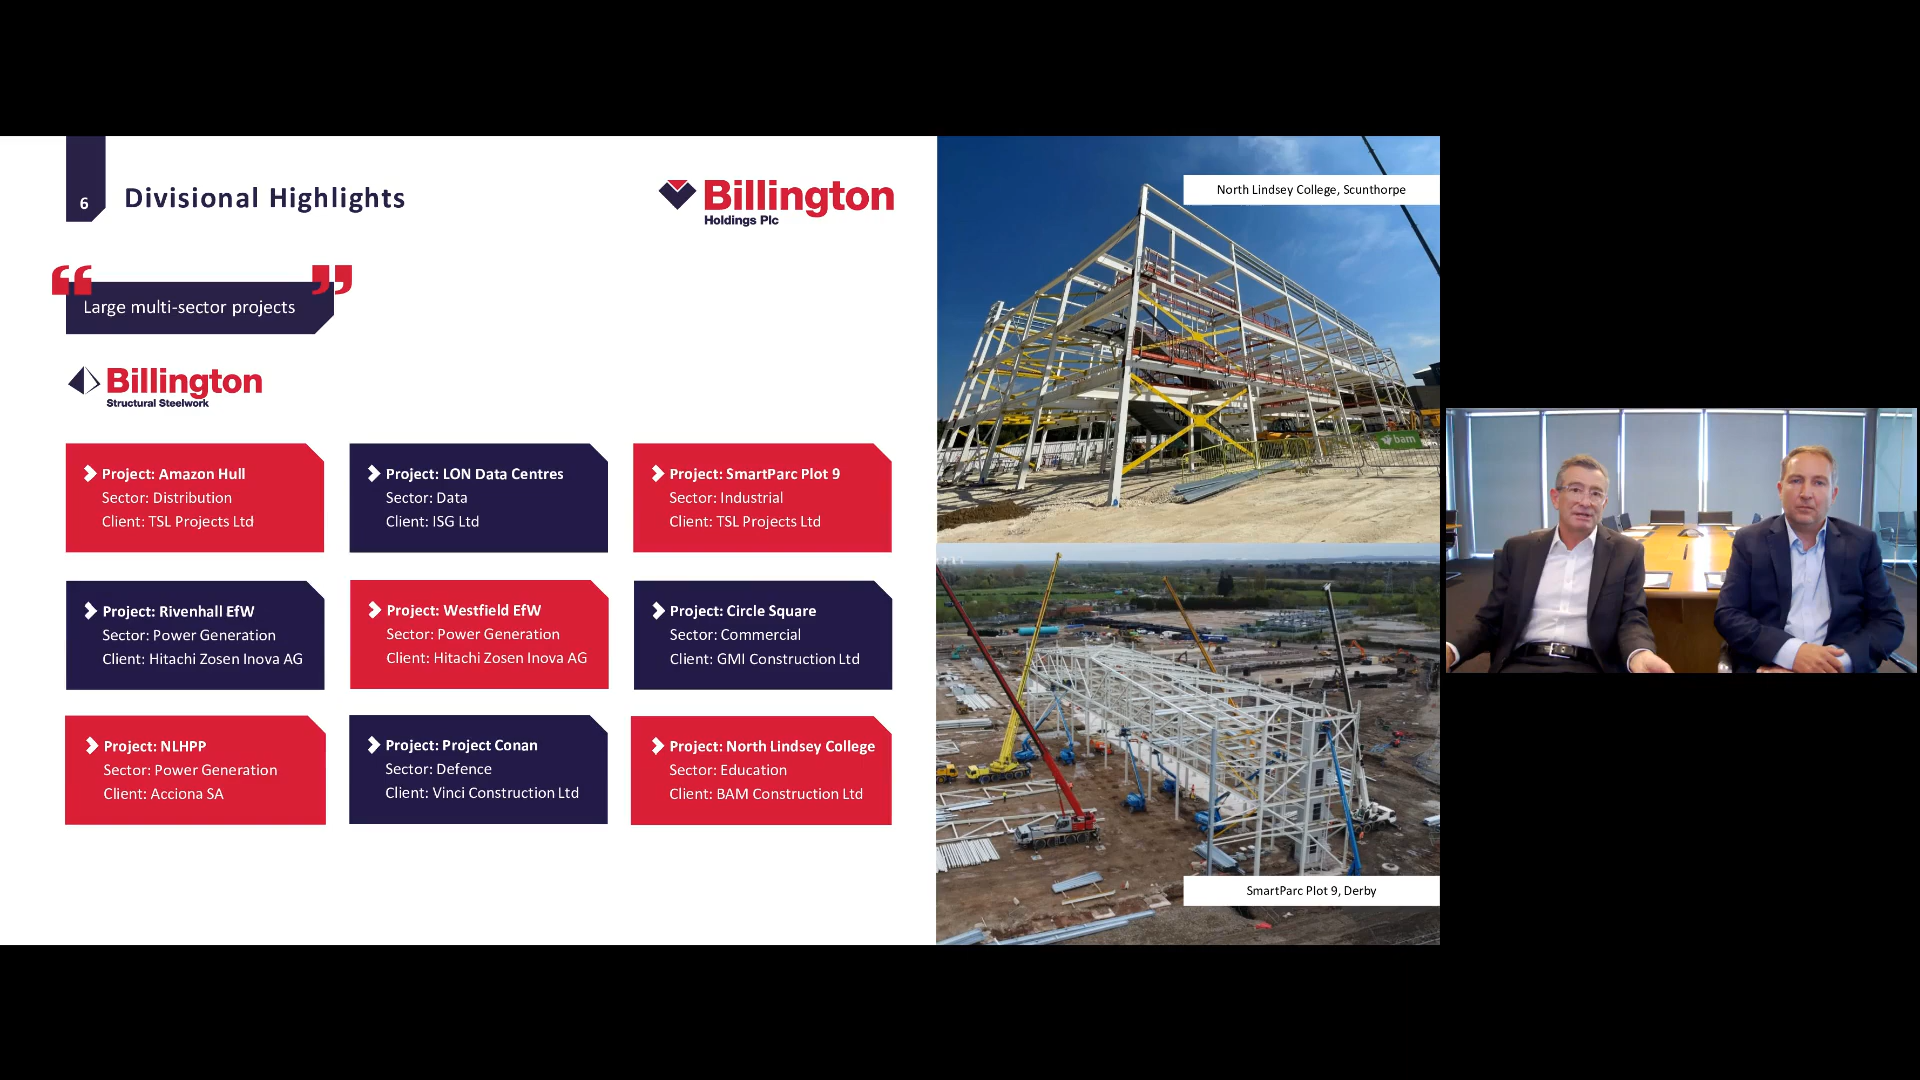 6
Divisional Highlights
Billington
Holdings Plc
“ Large multi-sector projects ”
Billington
Structural Steelwork
Project: Amazon Hull
Sector: Distribution
Client: TSL Projects Ltd
Project: LON Data Centres
Sector: Data
Client: ISG Ltd
Project: SmartParc Plot 9
Sector: Industrial
Client: TSL Projects Ltd
Project: Rivenhall EfW
Sector: Power Generation
Client: Hitachi Zosen Inova AG
Project: Westfield EfW
Sector: Power Generation
Client: Hitachi Zosen Inova AG
Project: Circle Square
Sector: Commercial
Client: GMI Construction Ltd
Project: NLHPP
Sector: Power Generation
Client: Acciona SA
Project: Project Conan
Sector: Defence
Client: Vinci Construction Ltd
Project: North Lindsey College
Sector: Education
Client: BAM Construction Ltd
North Lindsey College, Scunthorpe
bam
SmartParc Plot 9, Derby